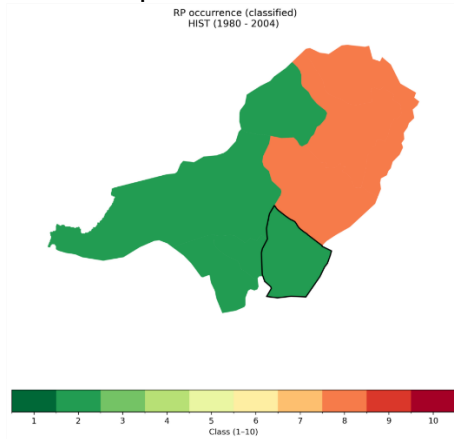 RP occurrence (classified)
HIST (1980 - 2004)
1 2 3 4 5 6 7 8 9 10
Class (1–10)